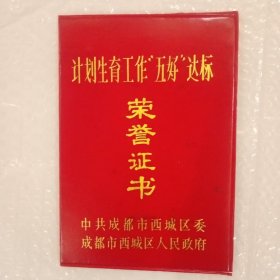 计划生育工作“五好”达标
荣
誉
证
书
中共成都市西城区委
成都市西城区人民政府